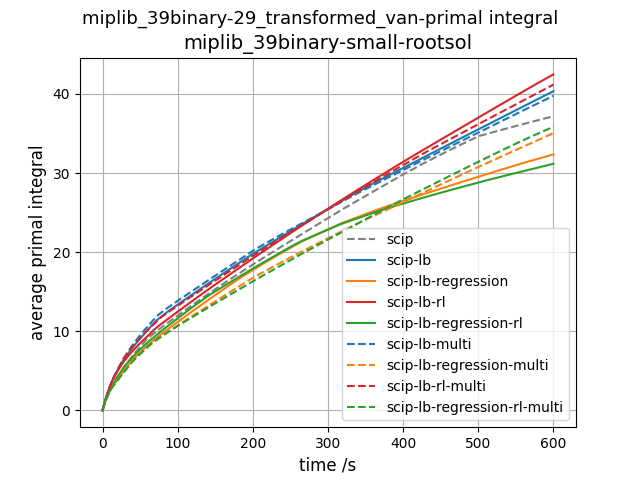 miplib_39binary-29_transformed_van-primal integral
miplib_39binary-small-rootsol
average primal integral
40
30
20
10
0
0 100 200 300 400 500 600
time /s
scip
scip-lb
scip-lb-regression
scip-lb-rl
scip-lb-regression-rl
scip-lb-multi
scip-lb-regression-multi
scip-lb-rl-multi
scip-lb-regression-rl-multi